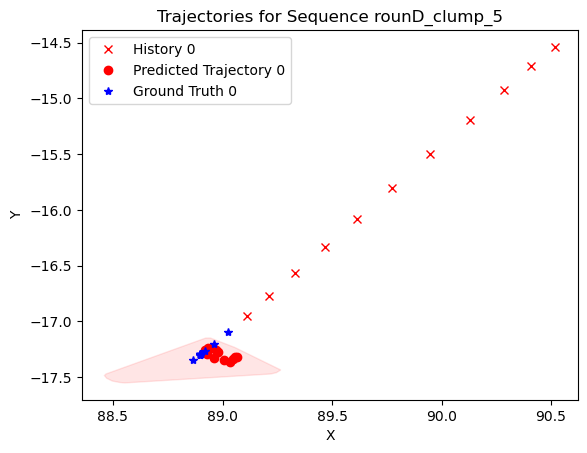 Trajectories for Sequence rounD_clump_5
History 0
Predicted Trajectory 0
Ground Truth 0
−14.5
−15.0
−15.5
−16.0
−16.5
−17.0
−17.5
Y
88.5 89.0 89.5 90.0 90.5
X